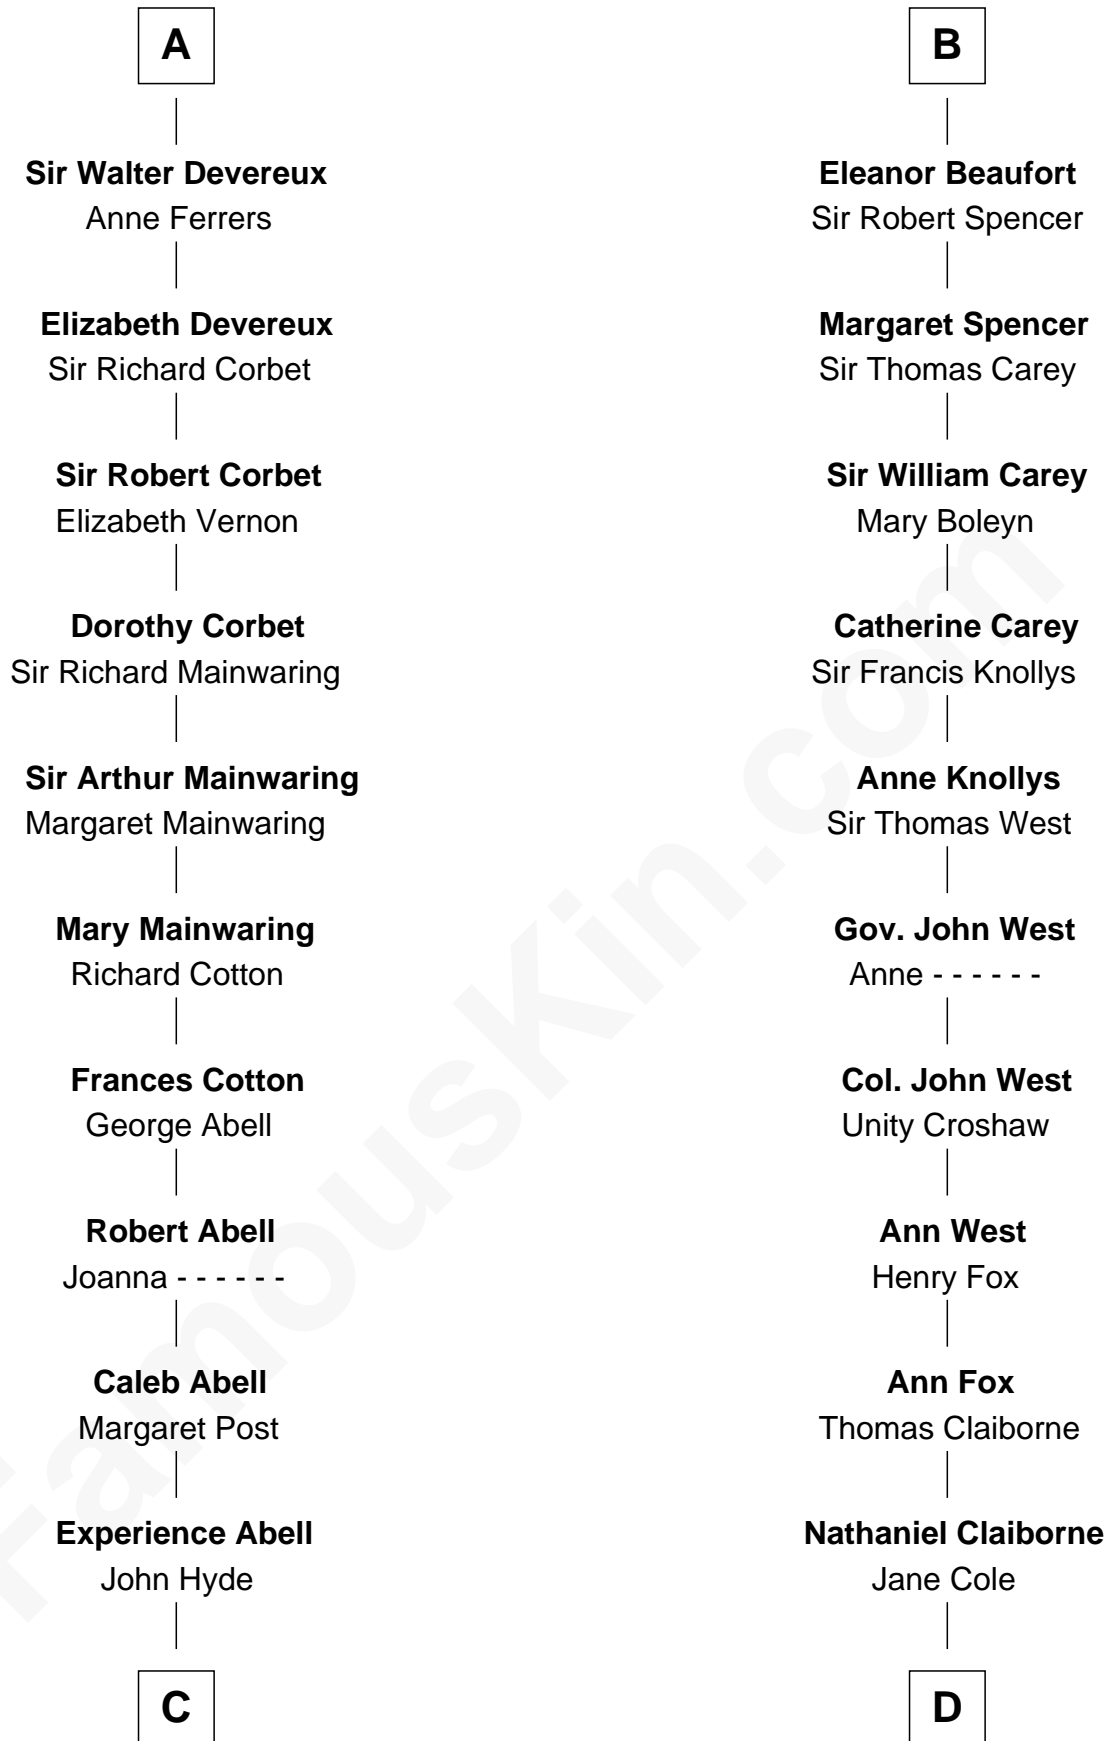 A
Sir Walter Devereux
Anne Ferrers
Elizabeth Devereux
Sir Richard Corbet
Sir Robert Corbet
Elizabeth Vernon
Dorothy Corbet
Sir Richard Mainwaring
Sir Arthur Mainwaring
Margaret Mainwaring
Mary Mainwaring
Richard Cotton
Frances Cotton
George Abell
Robert Abell
Joanna - - - - - -
Caleb Abell
Margaret Post
Experience Abell
John Hyde
C
B
Eleanor Beaufort
Sir Robert Spencer
Margaret Spencer
Sir Thomas Carey
Sir William Carey
Mary Boleyn
Catherine Carey
Sir Francis Knollys
Anne Knollys
Sir Thomas West
Gov. John West
Anne - - - - - -
Col. John West
Unity Croshaw
Ann West
Henry Fox
Ann Fox
Thomas Claiborne
Nathaniel Claiborne
Jane Cole
D
FamousKin.com